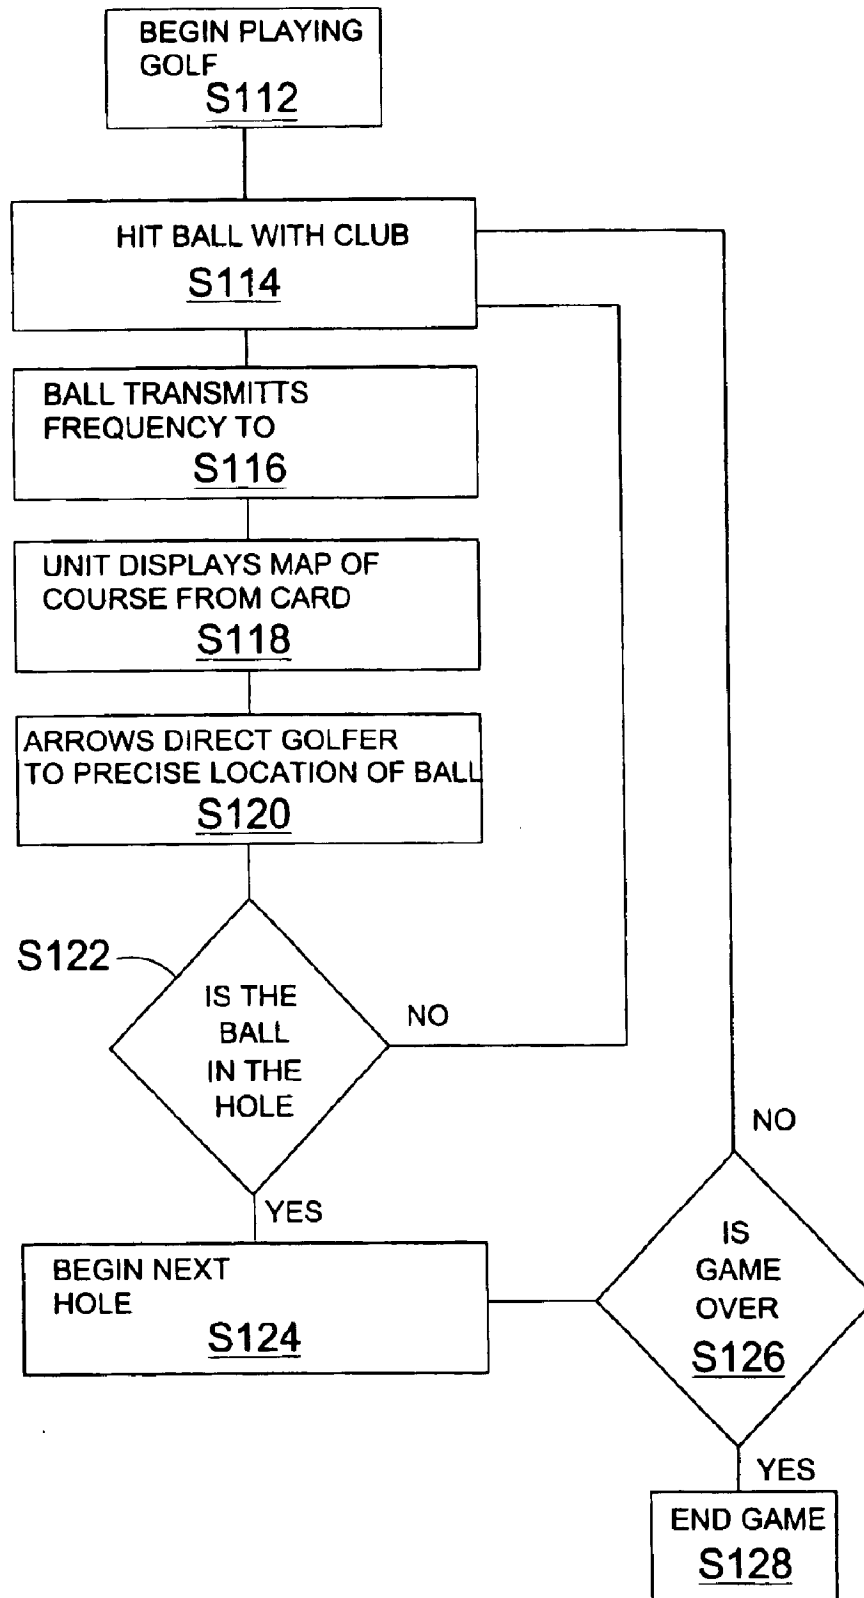 BEGIN PLAYING
GOLF
S112
HIT BALL WITH CLUB
S114
BALL TRANSMITTS
FREQUENCY TO
S116
UNIT DISPLAYS MAP OF
COURSE FROM CARD
S118
ARROWS DIRECT GOLFER
TO PRECISE LOCATION OF BALL
S120
S122
IS THE
BALL
IN THE
HOLE
NO
YES
BEGIN NEXT
HOLE
S124
NO
IS
GAME
OVER
S126
YES
END GAME
S128